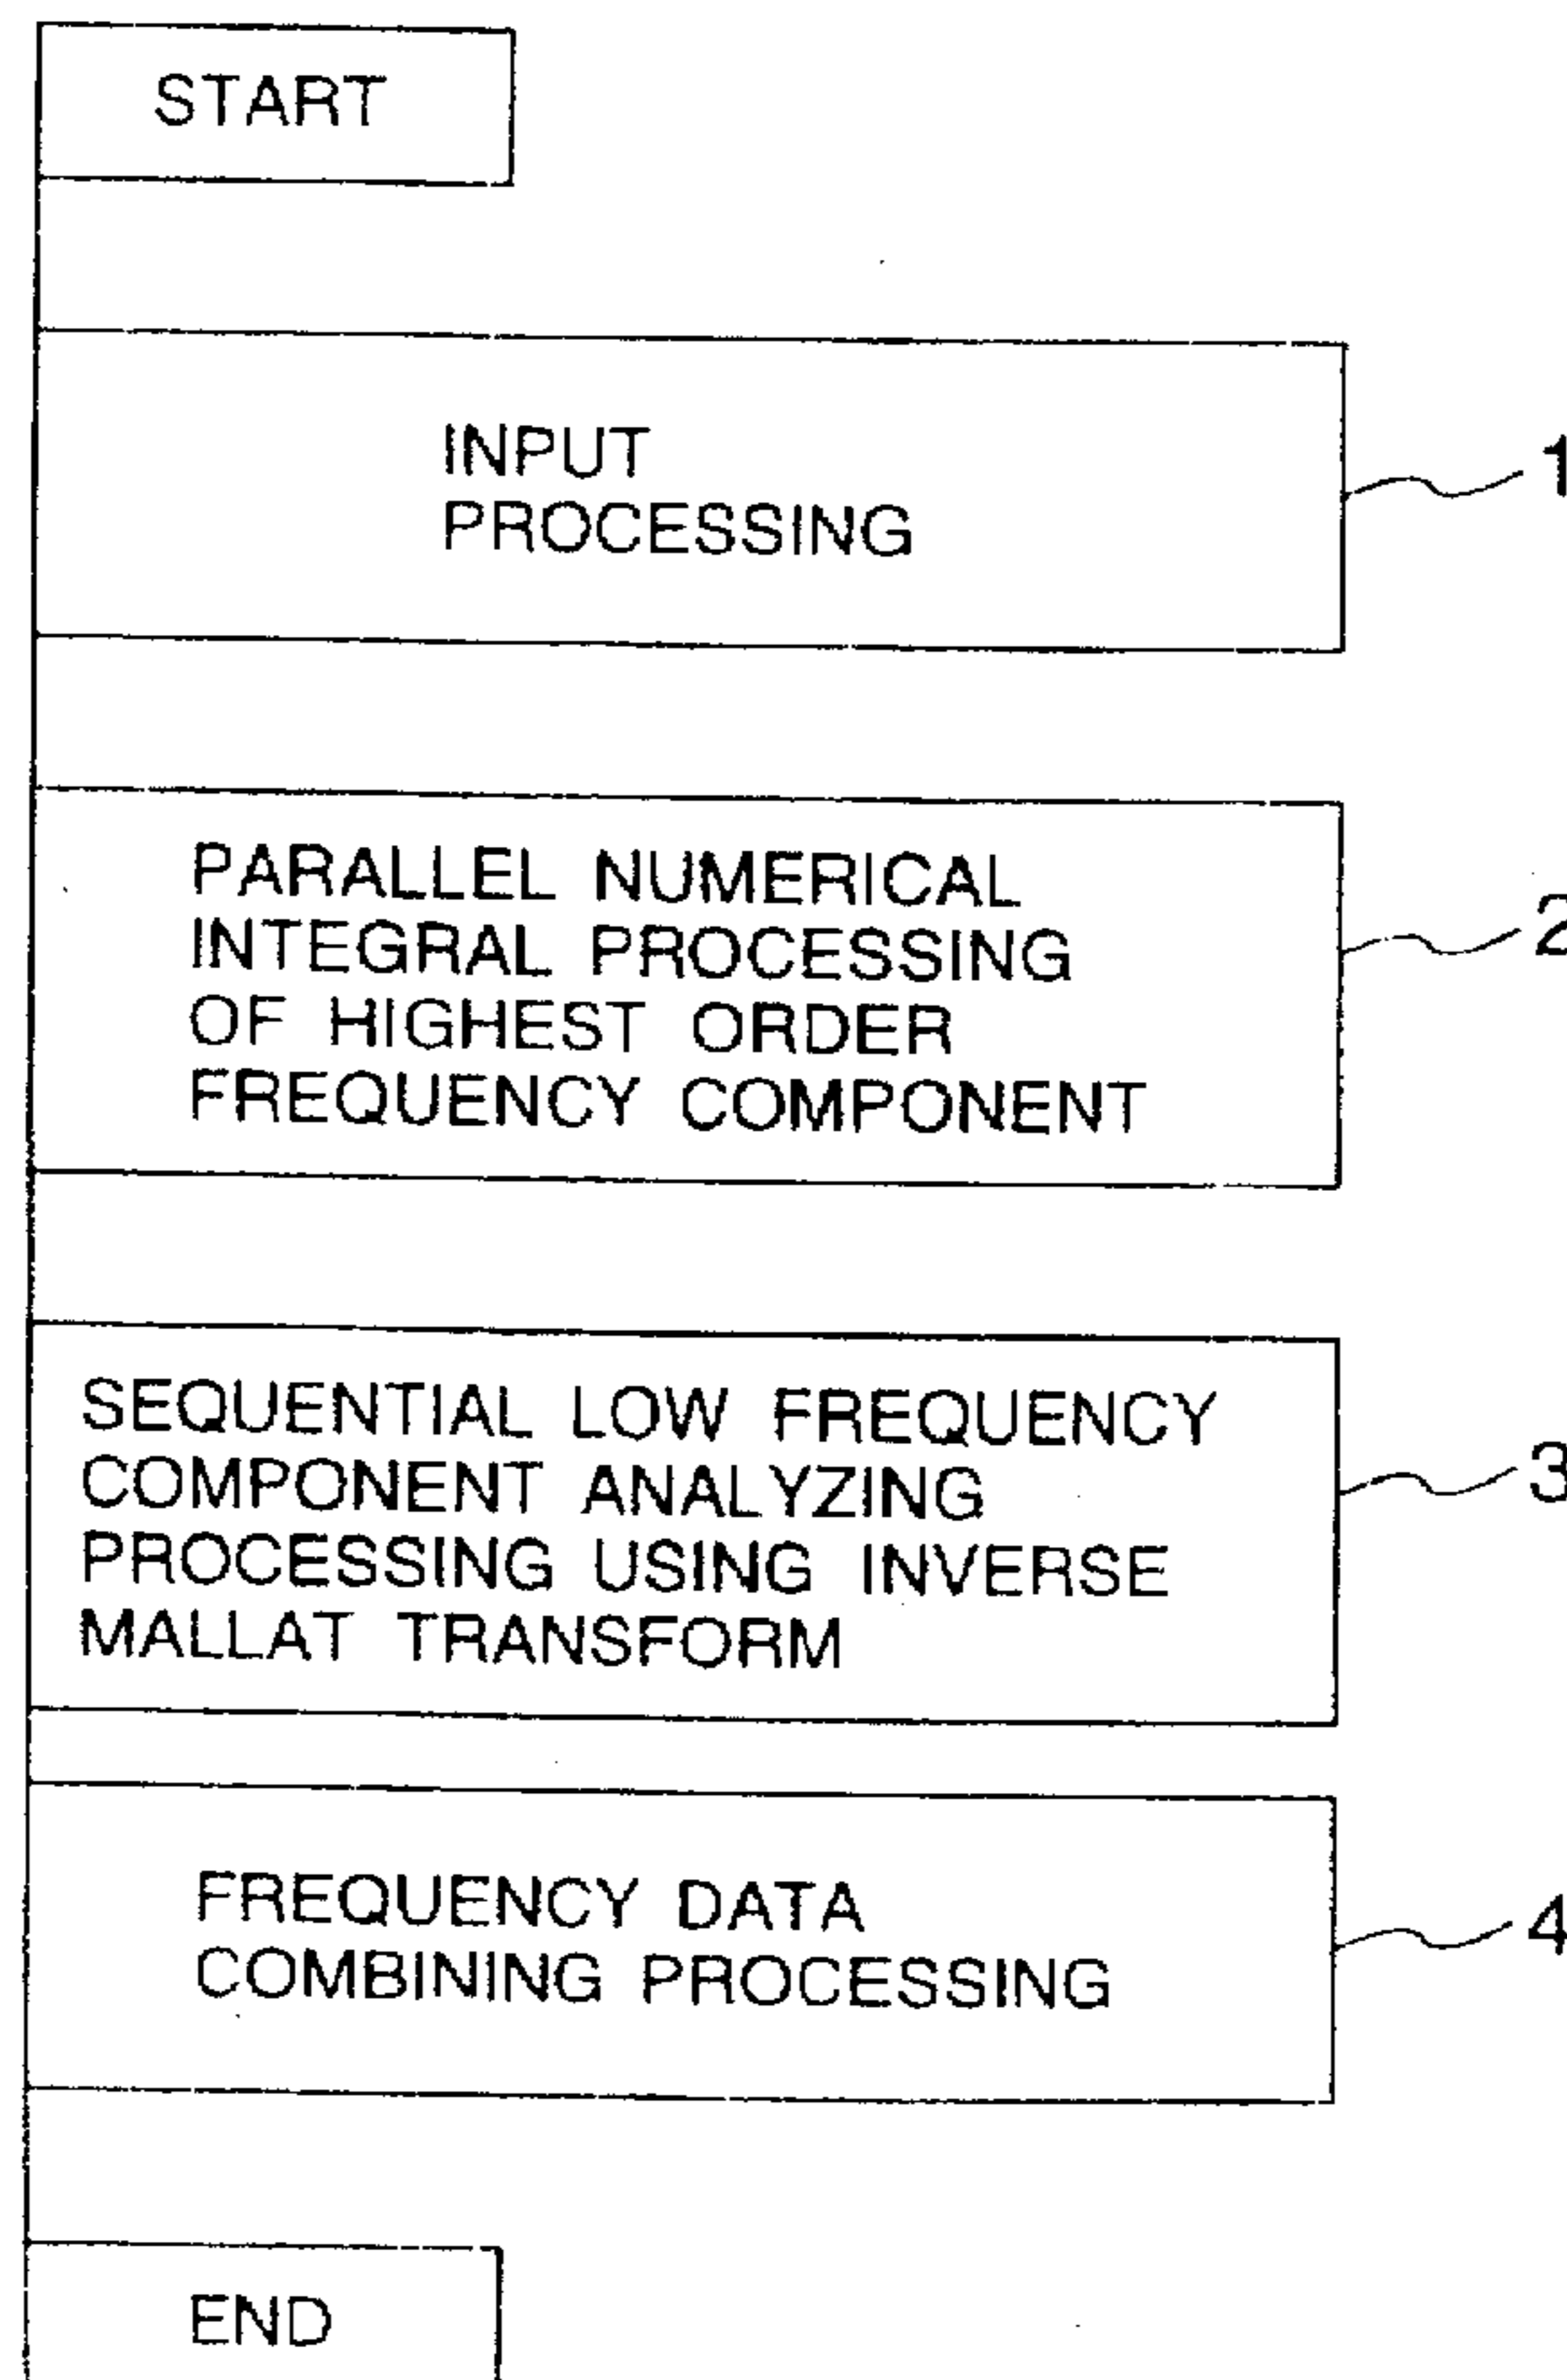 START
INPUT
PROCESSING
1
PARALLEL NUMERICAL
INTEGRAL PROCESSING
OF HIGHEST ORDER
FREQUENCY COMPONENT
2
SEQUENTIAL LOW FREQUENCY
COMPONENT ANALYZING
PROCESSING USING INVERSE
MALLAT TRANSFORM
3
FREQUENCY DATA
COMBINING PROCESSING
4
END